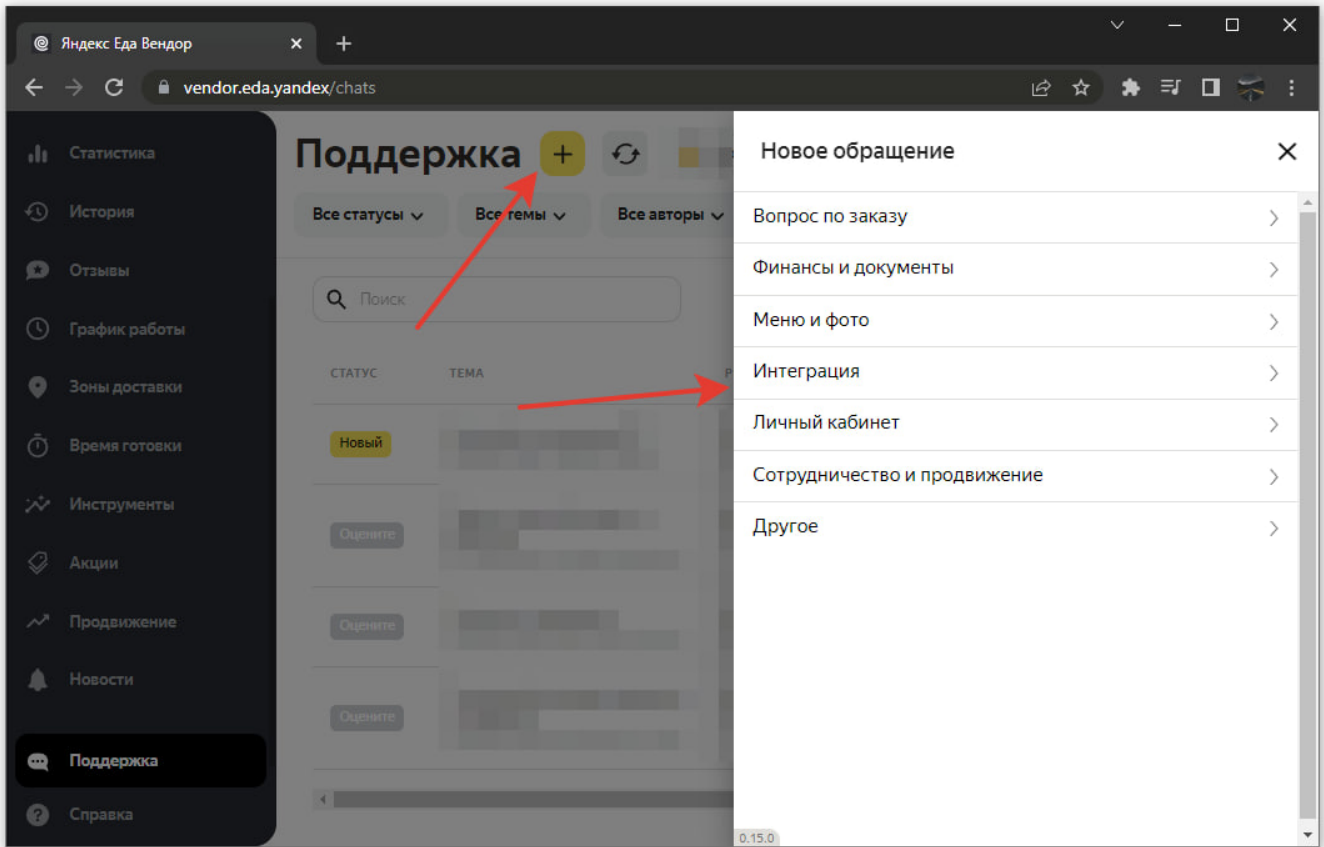 Яндекс Еда Вендор
vendor.eda.yandex/chats
Статистика
История
Отзывы
График работы
Зоны доставки
Время готовки
Инструменты
Акции
Продвижение
Новости
Поддержка
Справка
Поддержка
Все статусы
Все темы
Все авторы
Поиск
СТАТУС ТЕМА
Новый
Оцените
Оцените
Оцените
Новое обращение
Вопрос по заказу
Финансы и документы
Меню и фото
Интеграция
Личный кабинет
Сотрудничество и продвижение
Другое
0.15.0